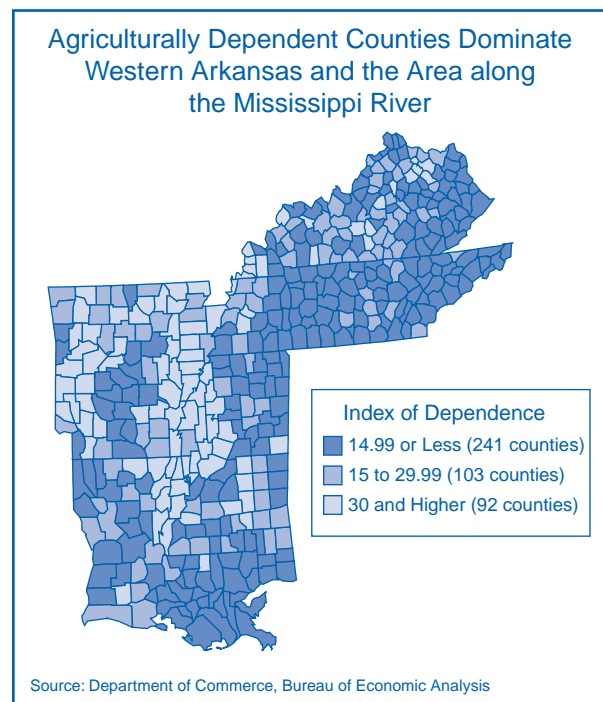 Agriculturally Dependent Counties Dominate
Western Arkansas and the Area along
the Mississippi River
Index of Dependence
14.99 or Less (241 counties)
15 to 29.99 (103 counties)
30 and Higher (92 counties)
Source: Department of Commerce, Bureau of Economic Analysis